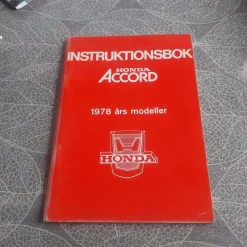 INSTRUKTIONSBOK
HONDA
ACCORD
1978 års modeller
HONDA